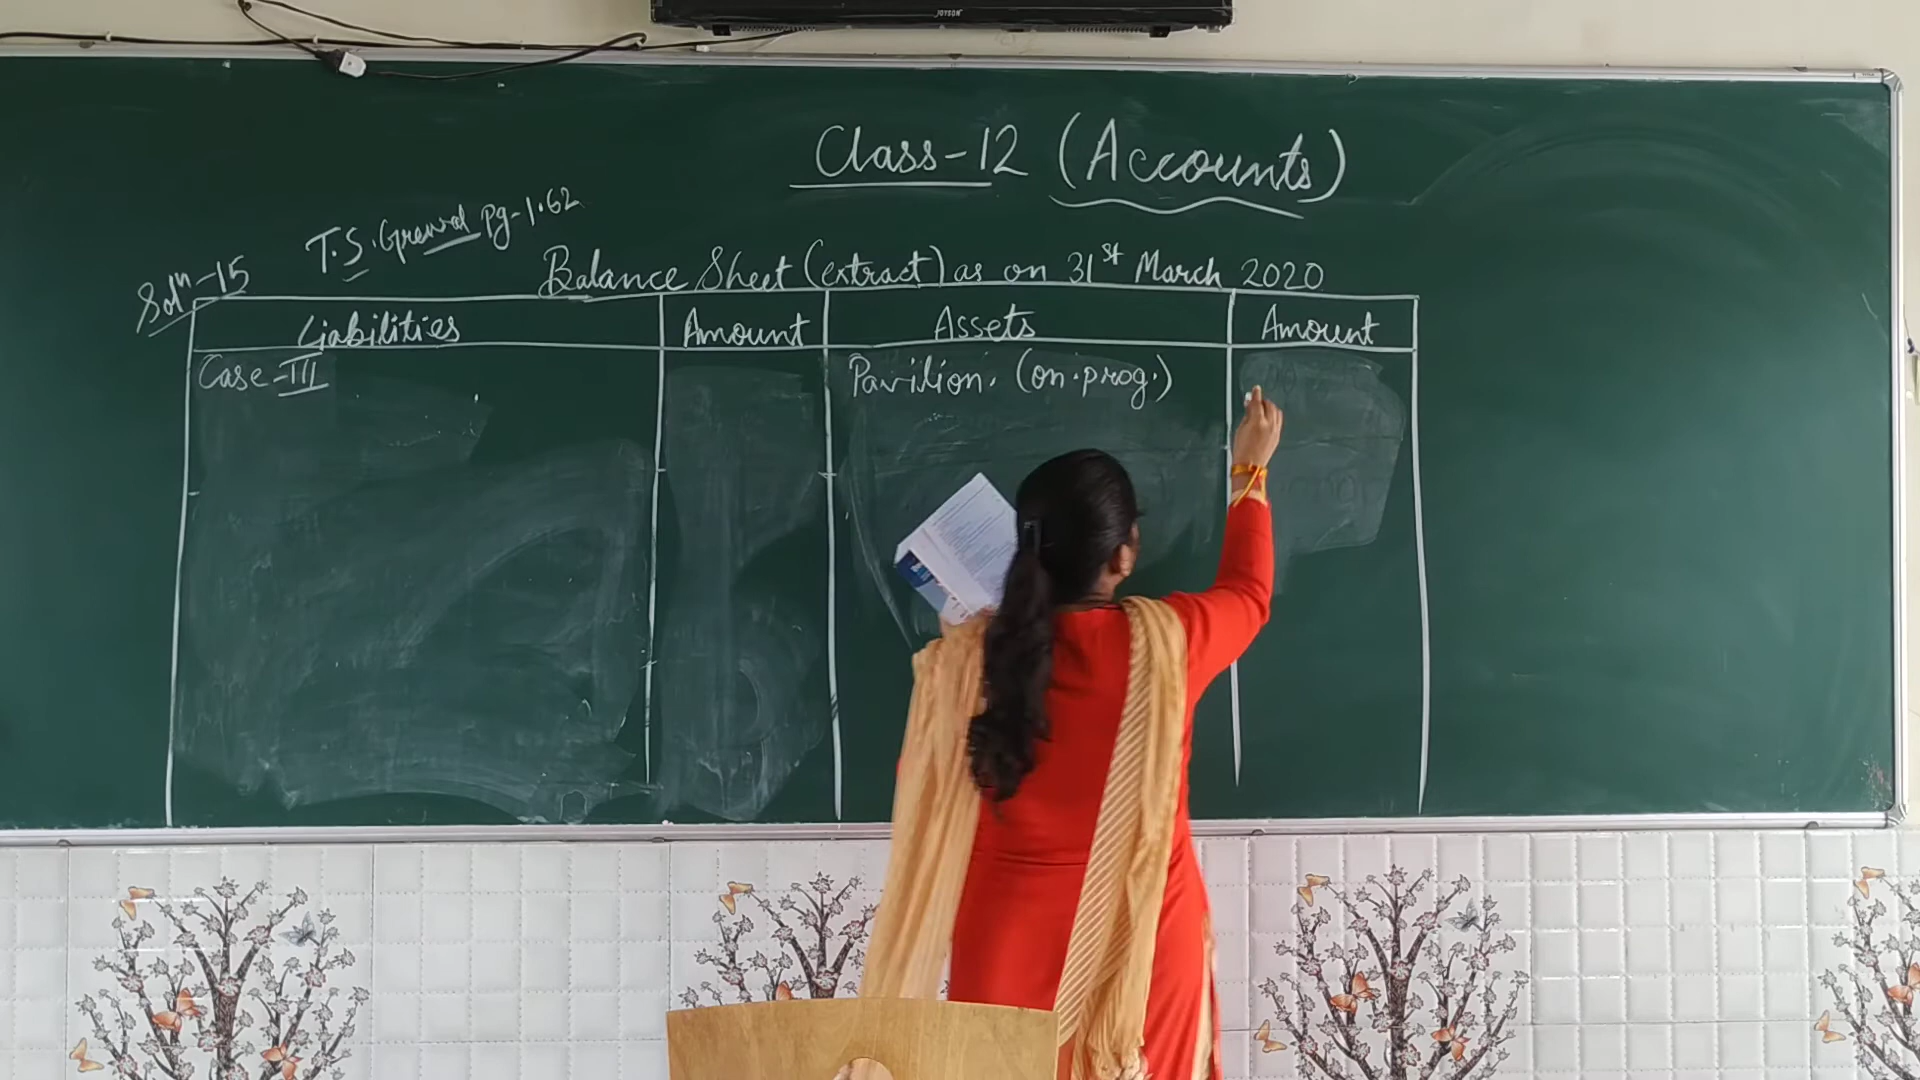 JOYSON
Class-12 (Accounts)
T.S. Grewal Pg-1.62
Solⁿ-15
Balance Sheet (extract) as on 31st March 2020
Liabilities Amount Assets Amount
Case-III Pavilion. (on.prog.)